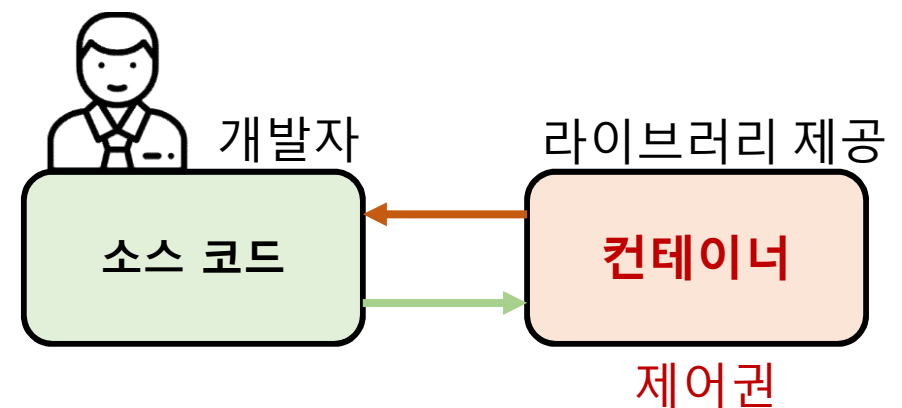 개발자
라이브러리 제공
소스 코드
컨테이너
제어권